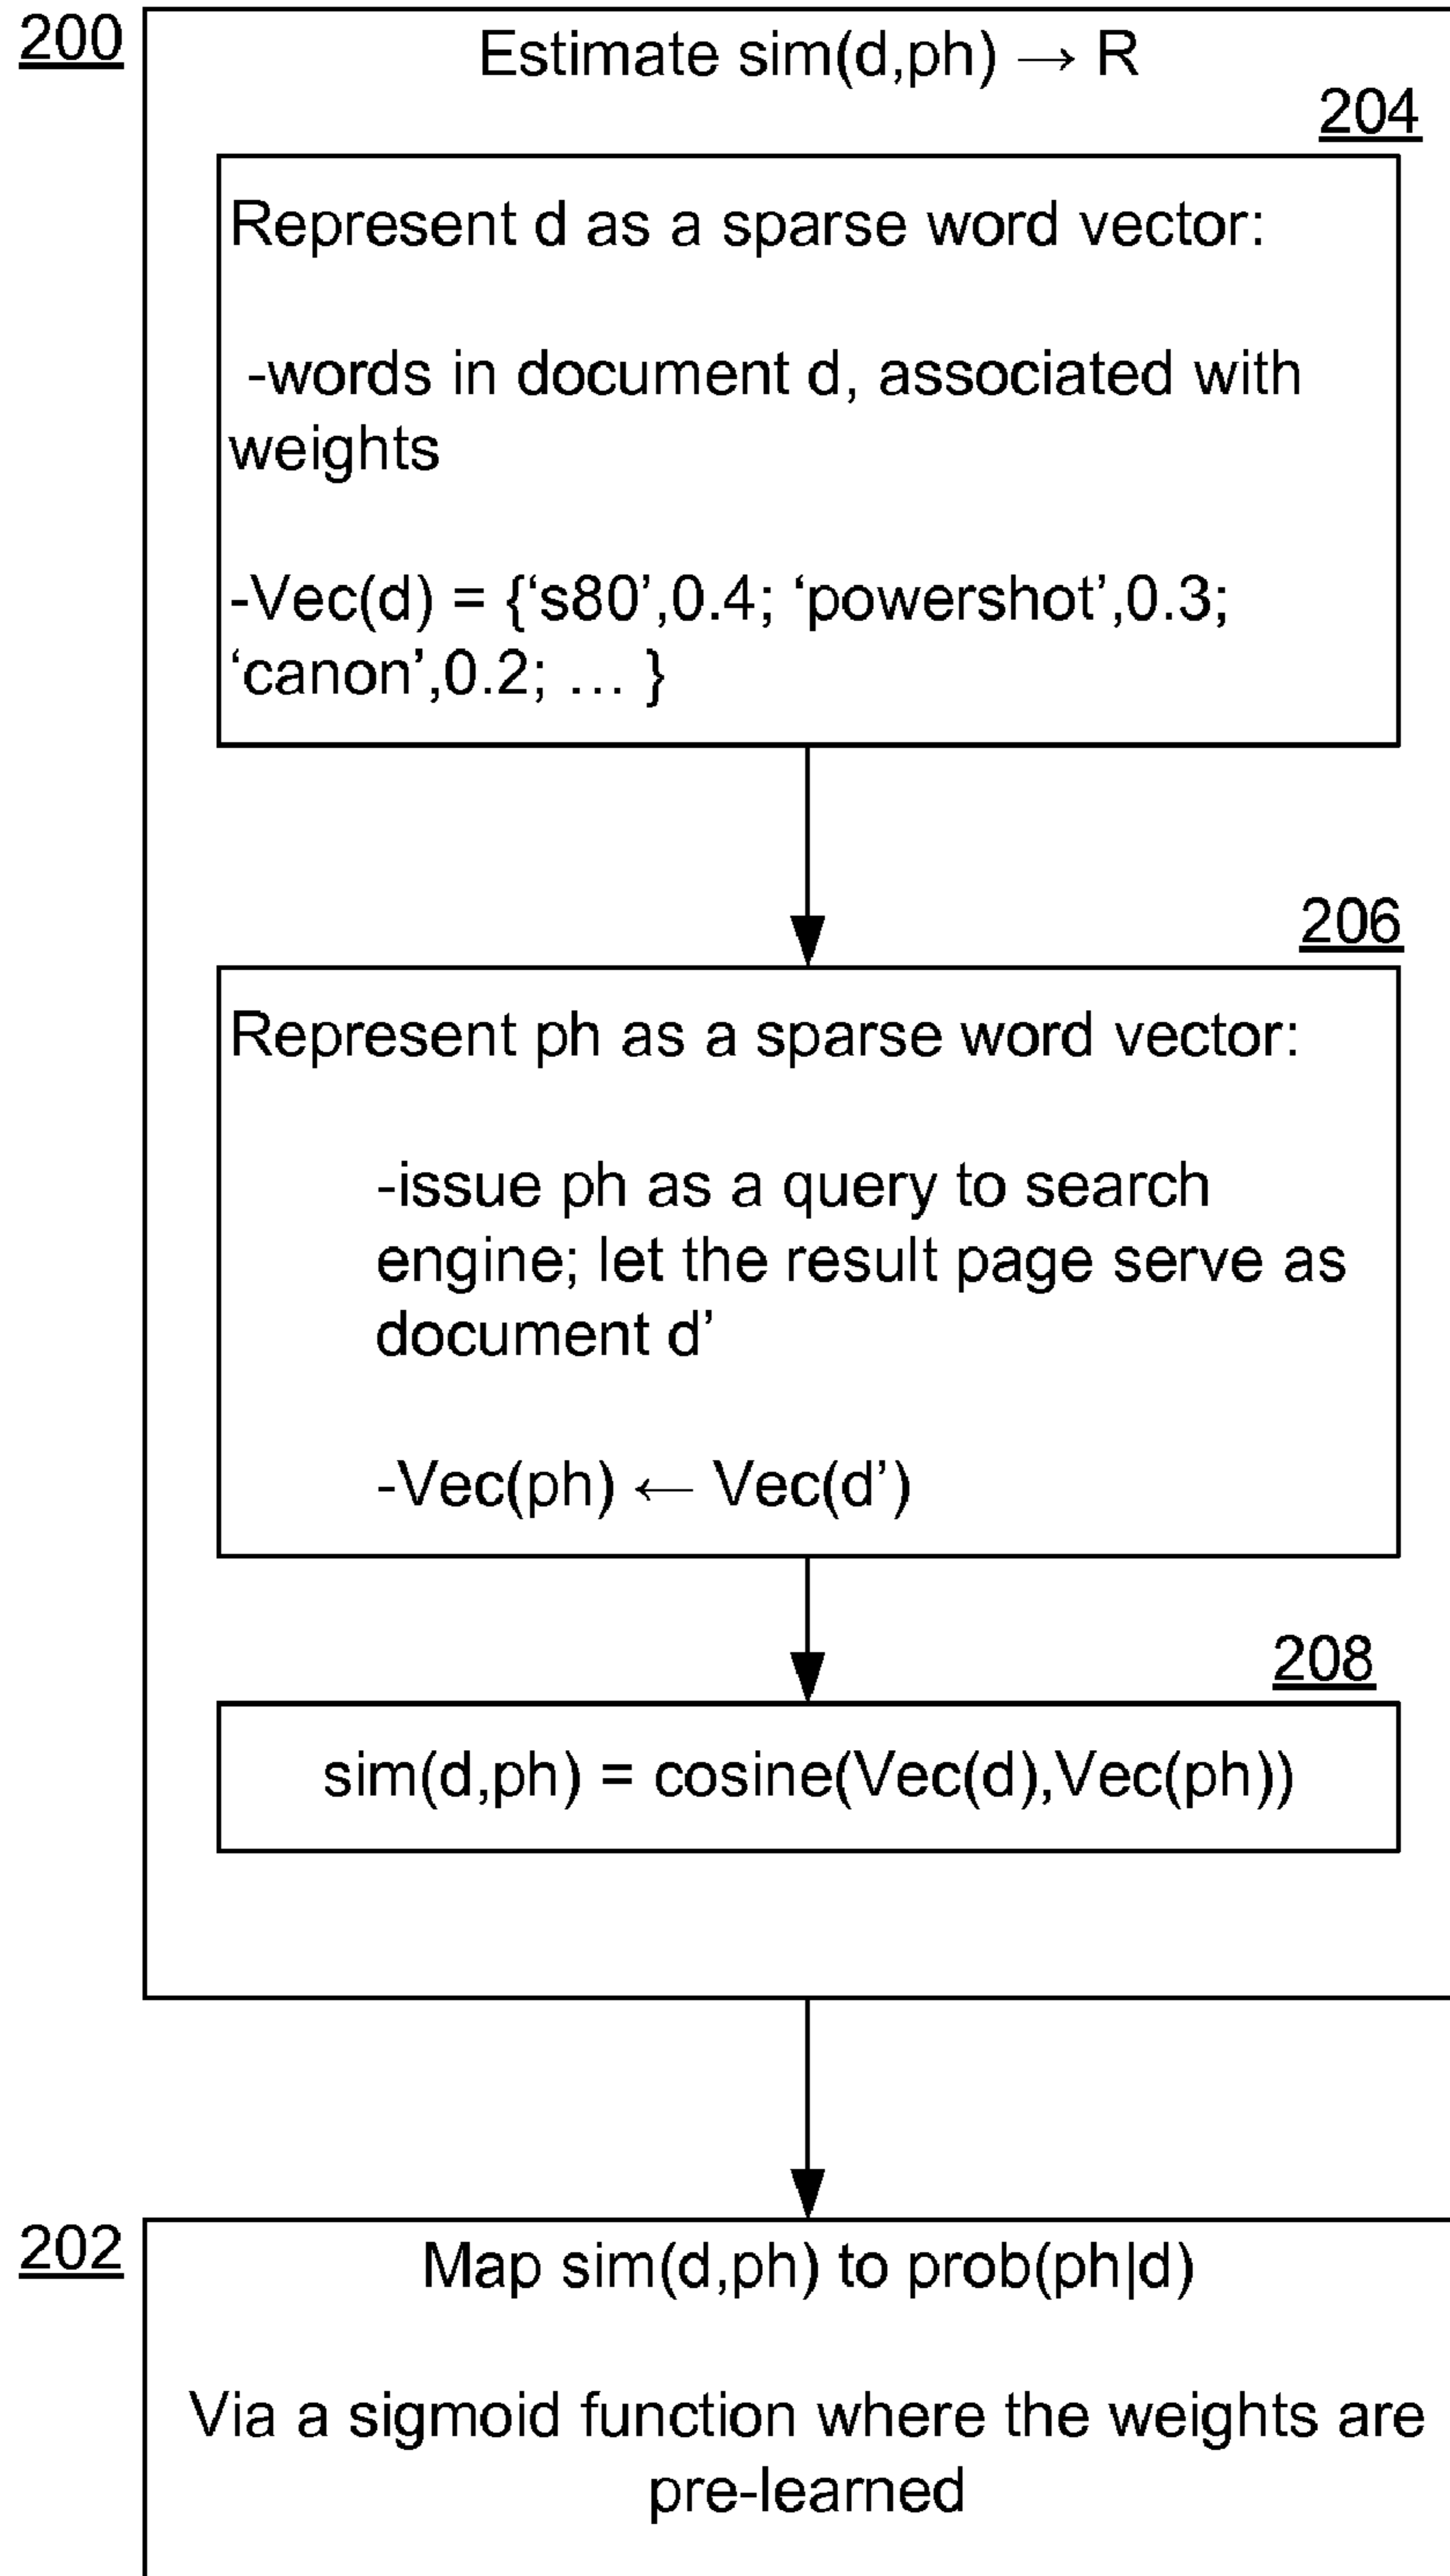 200
Estimate sim(d,ph) → R
204
Represent d as a sparse word vector:
-words in document d, associated with
weights
-Vec(d) = {‘s80’,0.4; ‘powershot’,0.3;
‘canon’,0.2; … }
206
Represent ph as a sparse word vector:
-issue ph as a query to search
engine; let the result page serve as
document d’
-Vec(ph) ← Vec(d’)
208
sim(d,ph) = cosine(Vec(d),Vec(ph))
202
Map sim(d,ph) to prob(ph|d)
Via a sigmoid function where the weights are
pre-learned